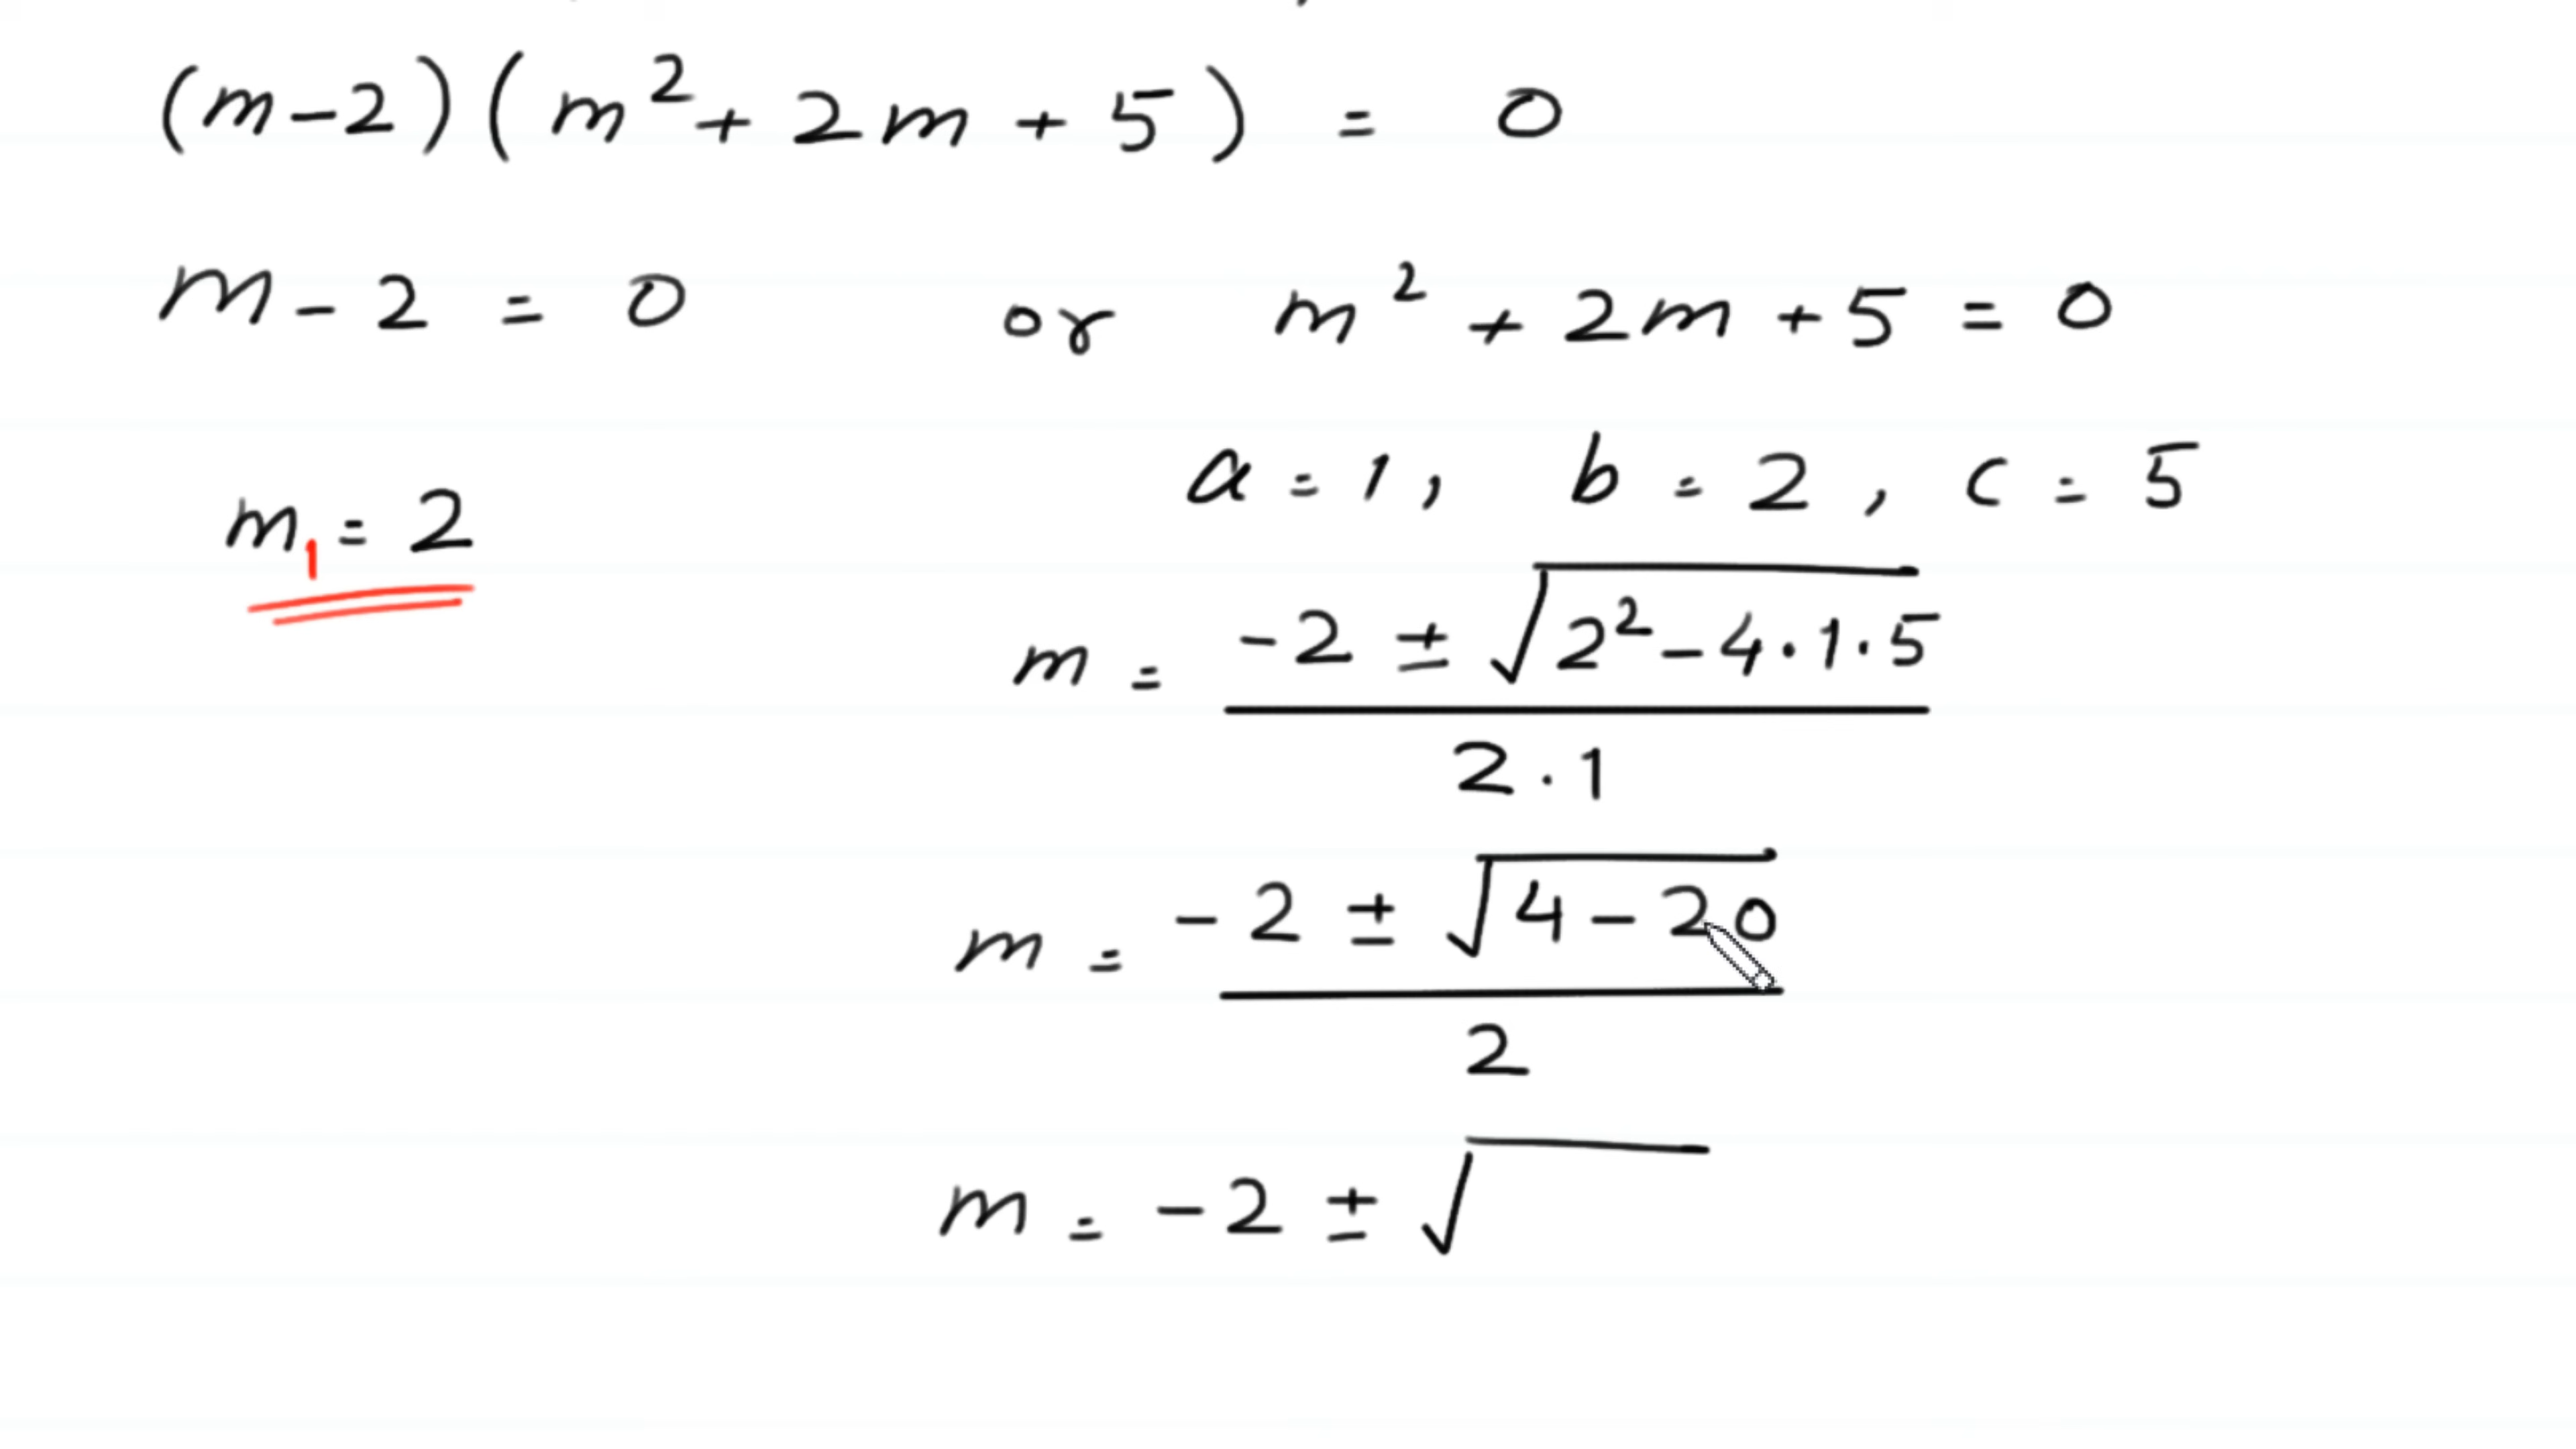 (m-2)(m²+2m+5) = 0
m-2 = 0 or m²+2m+5 = 0
a = 1, b = 2, c = 5
m₁ = 2
m = (-2 ± √(2²-4·1·5)) / (2·1)
m = (-2 ± √(4-20)) / 2
m = -2 ± √